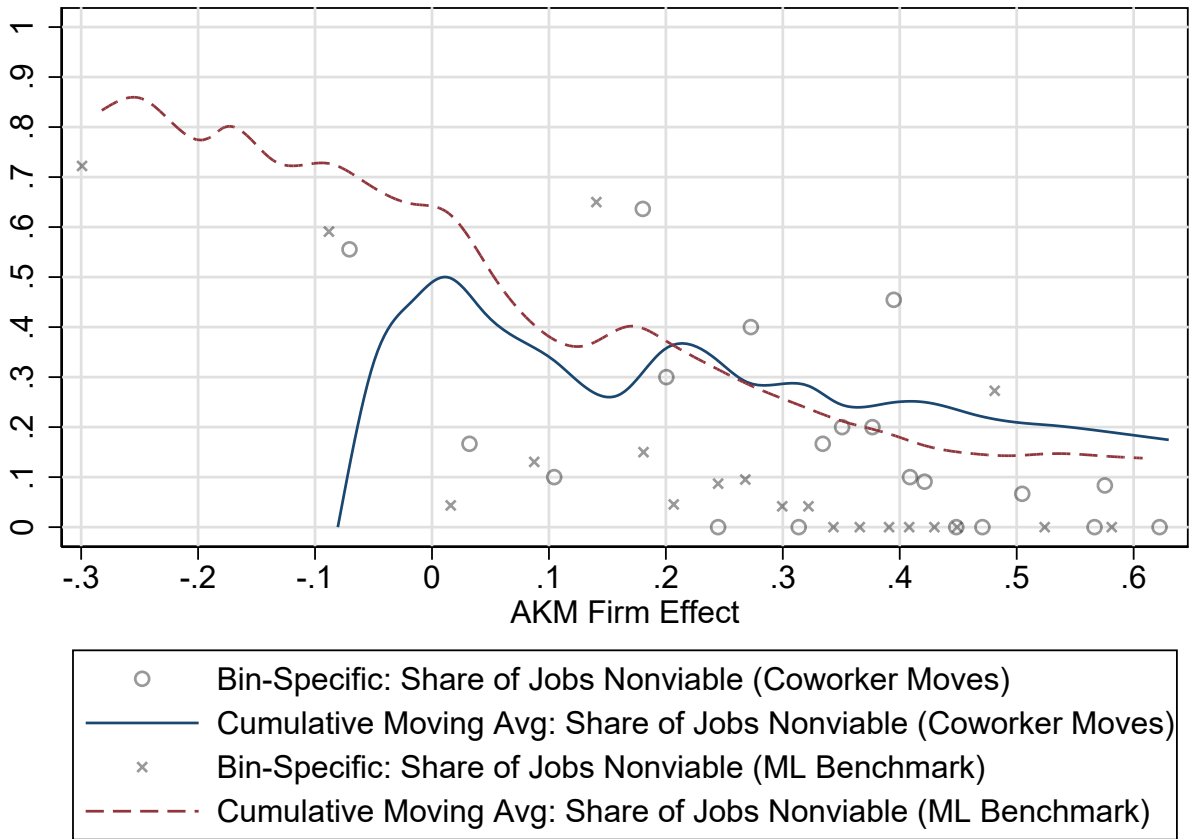 1
.9
.8
.7
.6
.5
.4
.3
.2
.1
0
-.3 -.2 -.1 0 .1 .2 .3 .4 .5 .6
AKM Firm Effect
Bin-Specific: Share of Jobs Nonviable (Coworker Moves)
Cumulative Moving Avg: Share of Jobs Nonviable (Coworker Moves)
Bin-Specific: Share of Jobs Nonviable (ML Benchmark)
Cumulative Moving Avg: Share of Jobs Nonviable (ML Benchmark)